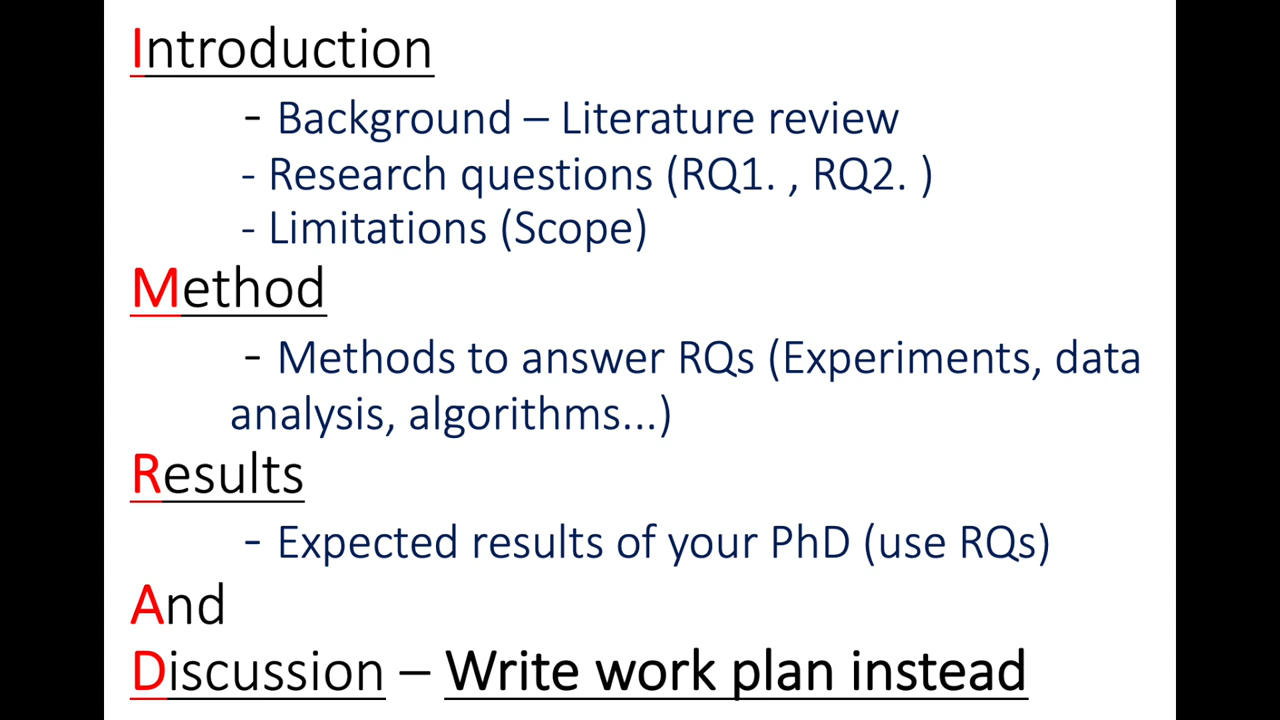 Introduction
- Background – Literature review
- Research questions (RQ1. , RQ2. )
- Limitations (Scope)
Method
- Methods to answer RQs (Experiments, data
analysis, algorithms...)
Results
- Expected results of your PhD (use RQs)
And
Discussion – Write work plan instead